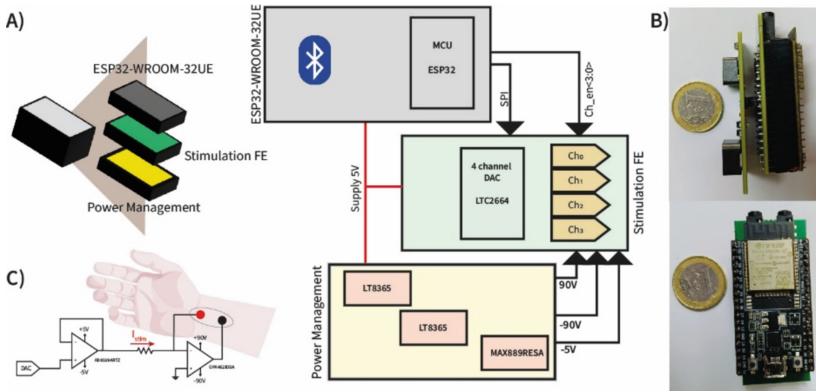 A)
ESP32-WROOM-32UE
Stimulation FE
Power Management
ESP32-WROOM-32UE
MCU
ESP32
SPI
Ch_en<3:0>
Supply 5V
4 channel
DAC
LTC2664
Ch0
Ch1
Ch2
Ch3
Stimulation FE
Power Management
LT8365
LT8365
MAX889RESA
90V
-90V
-5V
B)
C)
DAC
+5V
-5V
Istim
+90V
-90V